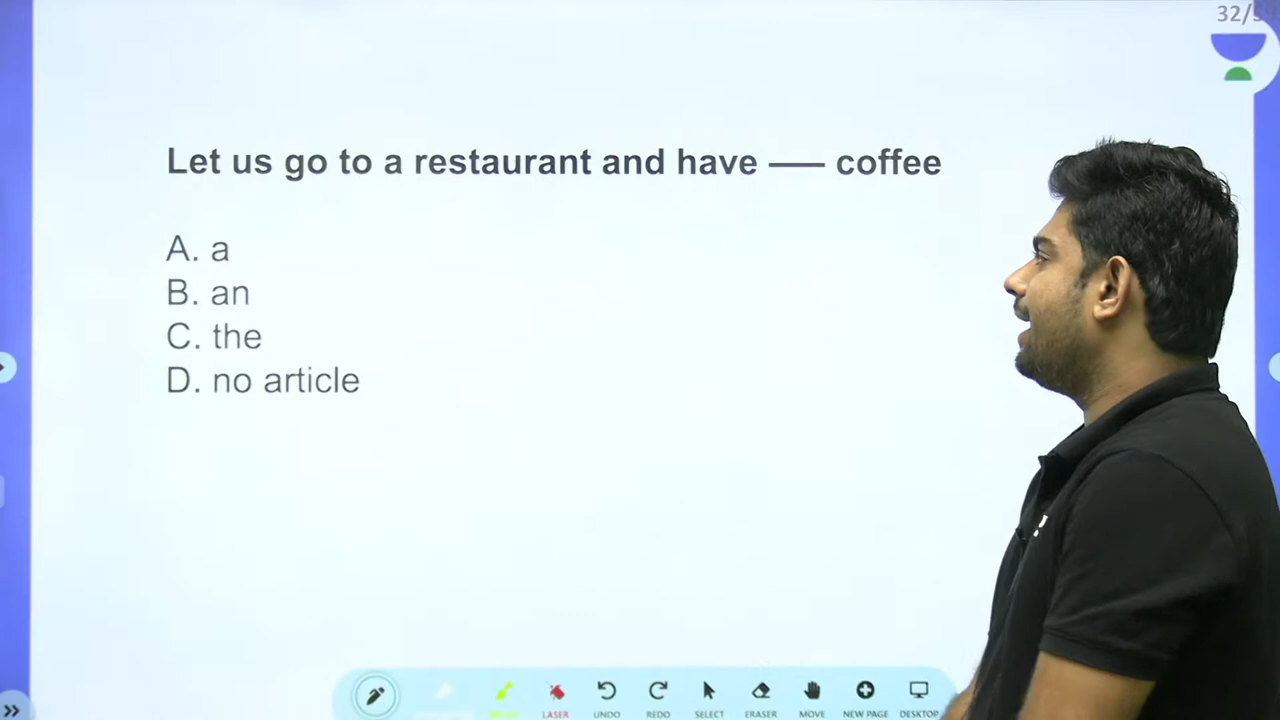 32/
Let us go to a restaurant and have —— coffee
A. a
B. an
C. the
D. no article
LASER UNDO REDO SELECT ERASER MOVE NEW PAGE DESKTOP